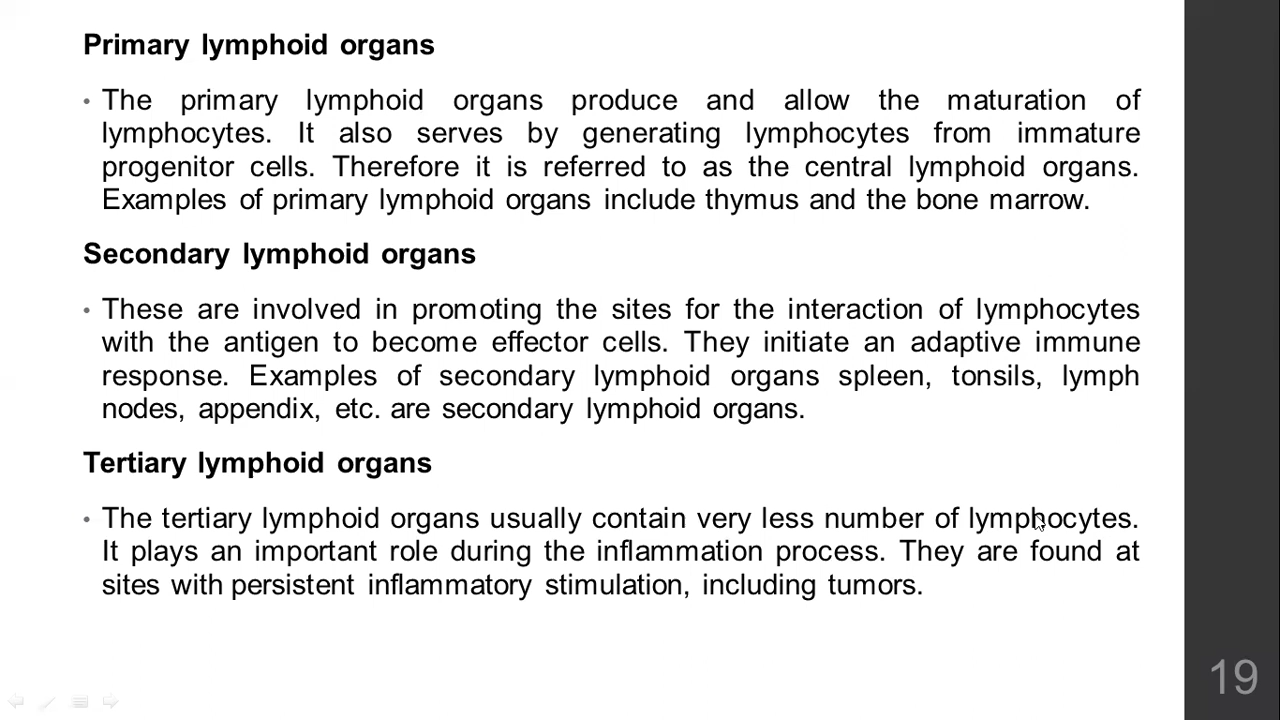 Primary lymphoid organs
• The primary lymphoid organs produce and allow the maturation of
lymphocytes. It also serves by generating lymphocytes from immature
progenitor cells. Therefore it is referred to as the central lymphoid organs.
Examples of primary lymphoid organs include thymus and the bone marrow.
Secondary lymphoid organs
• These are involved in promoting the sites for the interaction of lymphocytes
with the antigen to become effector cells. They initiate an adaptive immune
response. Examples of secondary lymphoid organs spleen, tonsils, lymph
nodes, appendix, etc. are secondary lymphoid organs.
Tertiary lymphoid organs
• The tertiary lymphoid organs usually contain very less number of lymphocytes.
It plays an important role during the inflammation process. They are found at
sites with persistent inflammatory stimulation, including tumors.
19